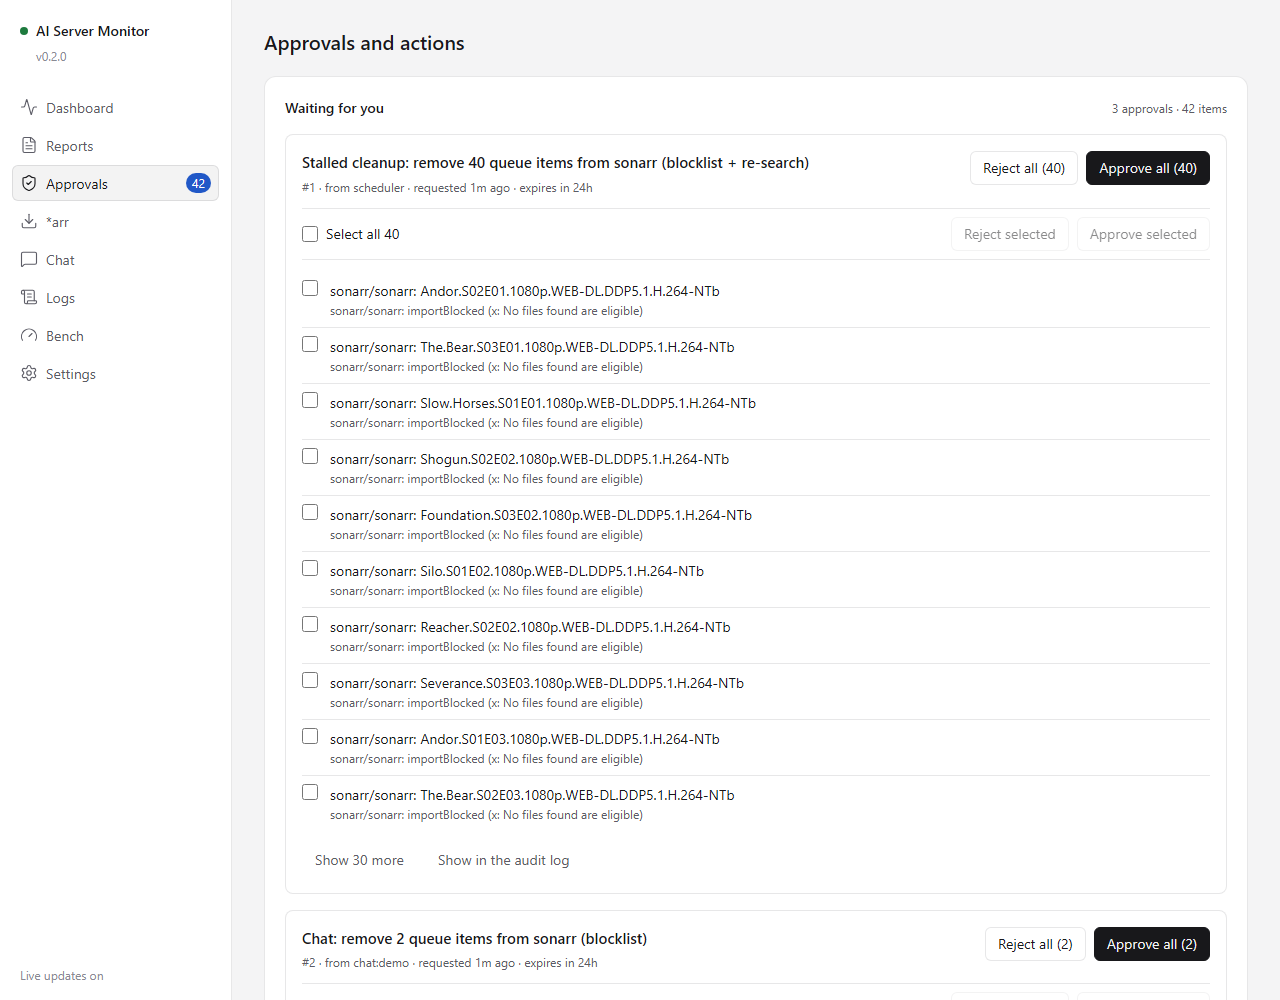 AI Server Monitor
v0.2.0
Dashboard
Reports
Approvals 42
*arr
Chat
Logs
Bench
Settings
Live updates on
Approvals and actions
Waiting for you 3 approvals · 42 items
Stalled cleanup: remove 40 queue items from sonarr (blocklist + re-search)
#1 · from scheduler · requested 1m ago · expires in 24h
Reject all (40) Approve all (40)
Select all 40 Reject selected Approve selected
sonarr/sonarr: Andor.S02E01.1080p.WEB-DL.DDP5.1.H.264-NTb
sonarr/sonarr: importBlocked (x: No files found are eligible)
sonarr/sonarr: The.Bear.S03E01.1080p.WEB-DL.DDP5.1.H.264-NTb
sonarr/sonarr: importBlocked (x: No files found are eligible)
sonarr/sonarr: Slow.Horses.S01E01.1080p.WEB-DL.DDP5.1.H.264-NTb
sonarr/sonarr: importBlocked (x: No files found are eligible)
sonarr/sonarr: Shogun.S02E02.1080p.WEB-DL.DDP5.1.H.264-NTb
sonarr/sonarr: importBlocked (x: No files found are eligible)
sonarr/sonarr: Foundation.S03E02.1080p.WEB-DL.DDP5.1.H.264-NTb
sonarr/sonarr: importBlocked (x: No files found are eligible)
sonarr/sonarr: Silo.S01E02.1080p.WEB-DL.DDP5.1.H.264-NTb
sonarr/sonarr: importBlocked (x: No files found are eligible)
sonarr/sonarr: Reacher.S02E02.1080p.WEB-DL.DDP5.1.H.264-NTb
sonarr/sonarr: importBlocked (x: No files found are eligible)
sonarr/sonarr: Severance.S03E03.1080p.WEB-DL.DDP5.1.H.264-NTb
sonarr/sonarr: importBlocked (x: No files found are eligible)
sonarr/sonarr: Andor.S01E03.1080p.WEB-DL.DDP5.1.H.264-NTb
sonarr/sonarr: importBlocked (x: No files found are eligible)
sonarr/sonarr: The.Bear.S02E03.1080p.WEB-DL.DDP5.1.H.264-NTb
sonarr/sonarr: importBlocked (x: No files found are eligible)
Show 30 more Show in the audit log
Chat: remove 2 queue items from sonarr (blocklist)
#2 · from chat:demo · requested 1m ago · expires in 24h
Reject all (2) Approve all (2)